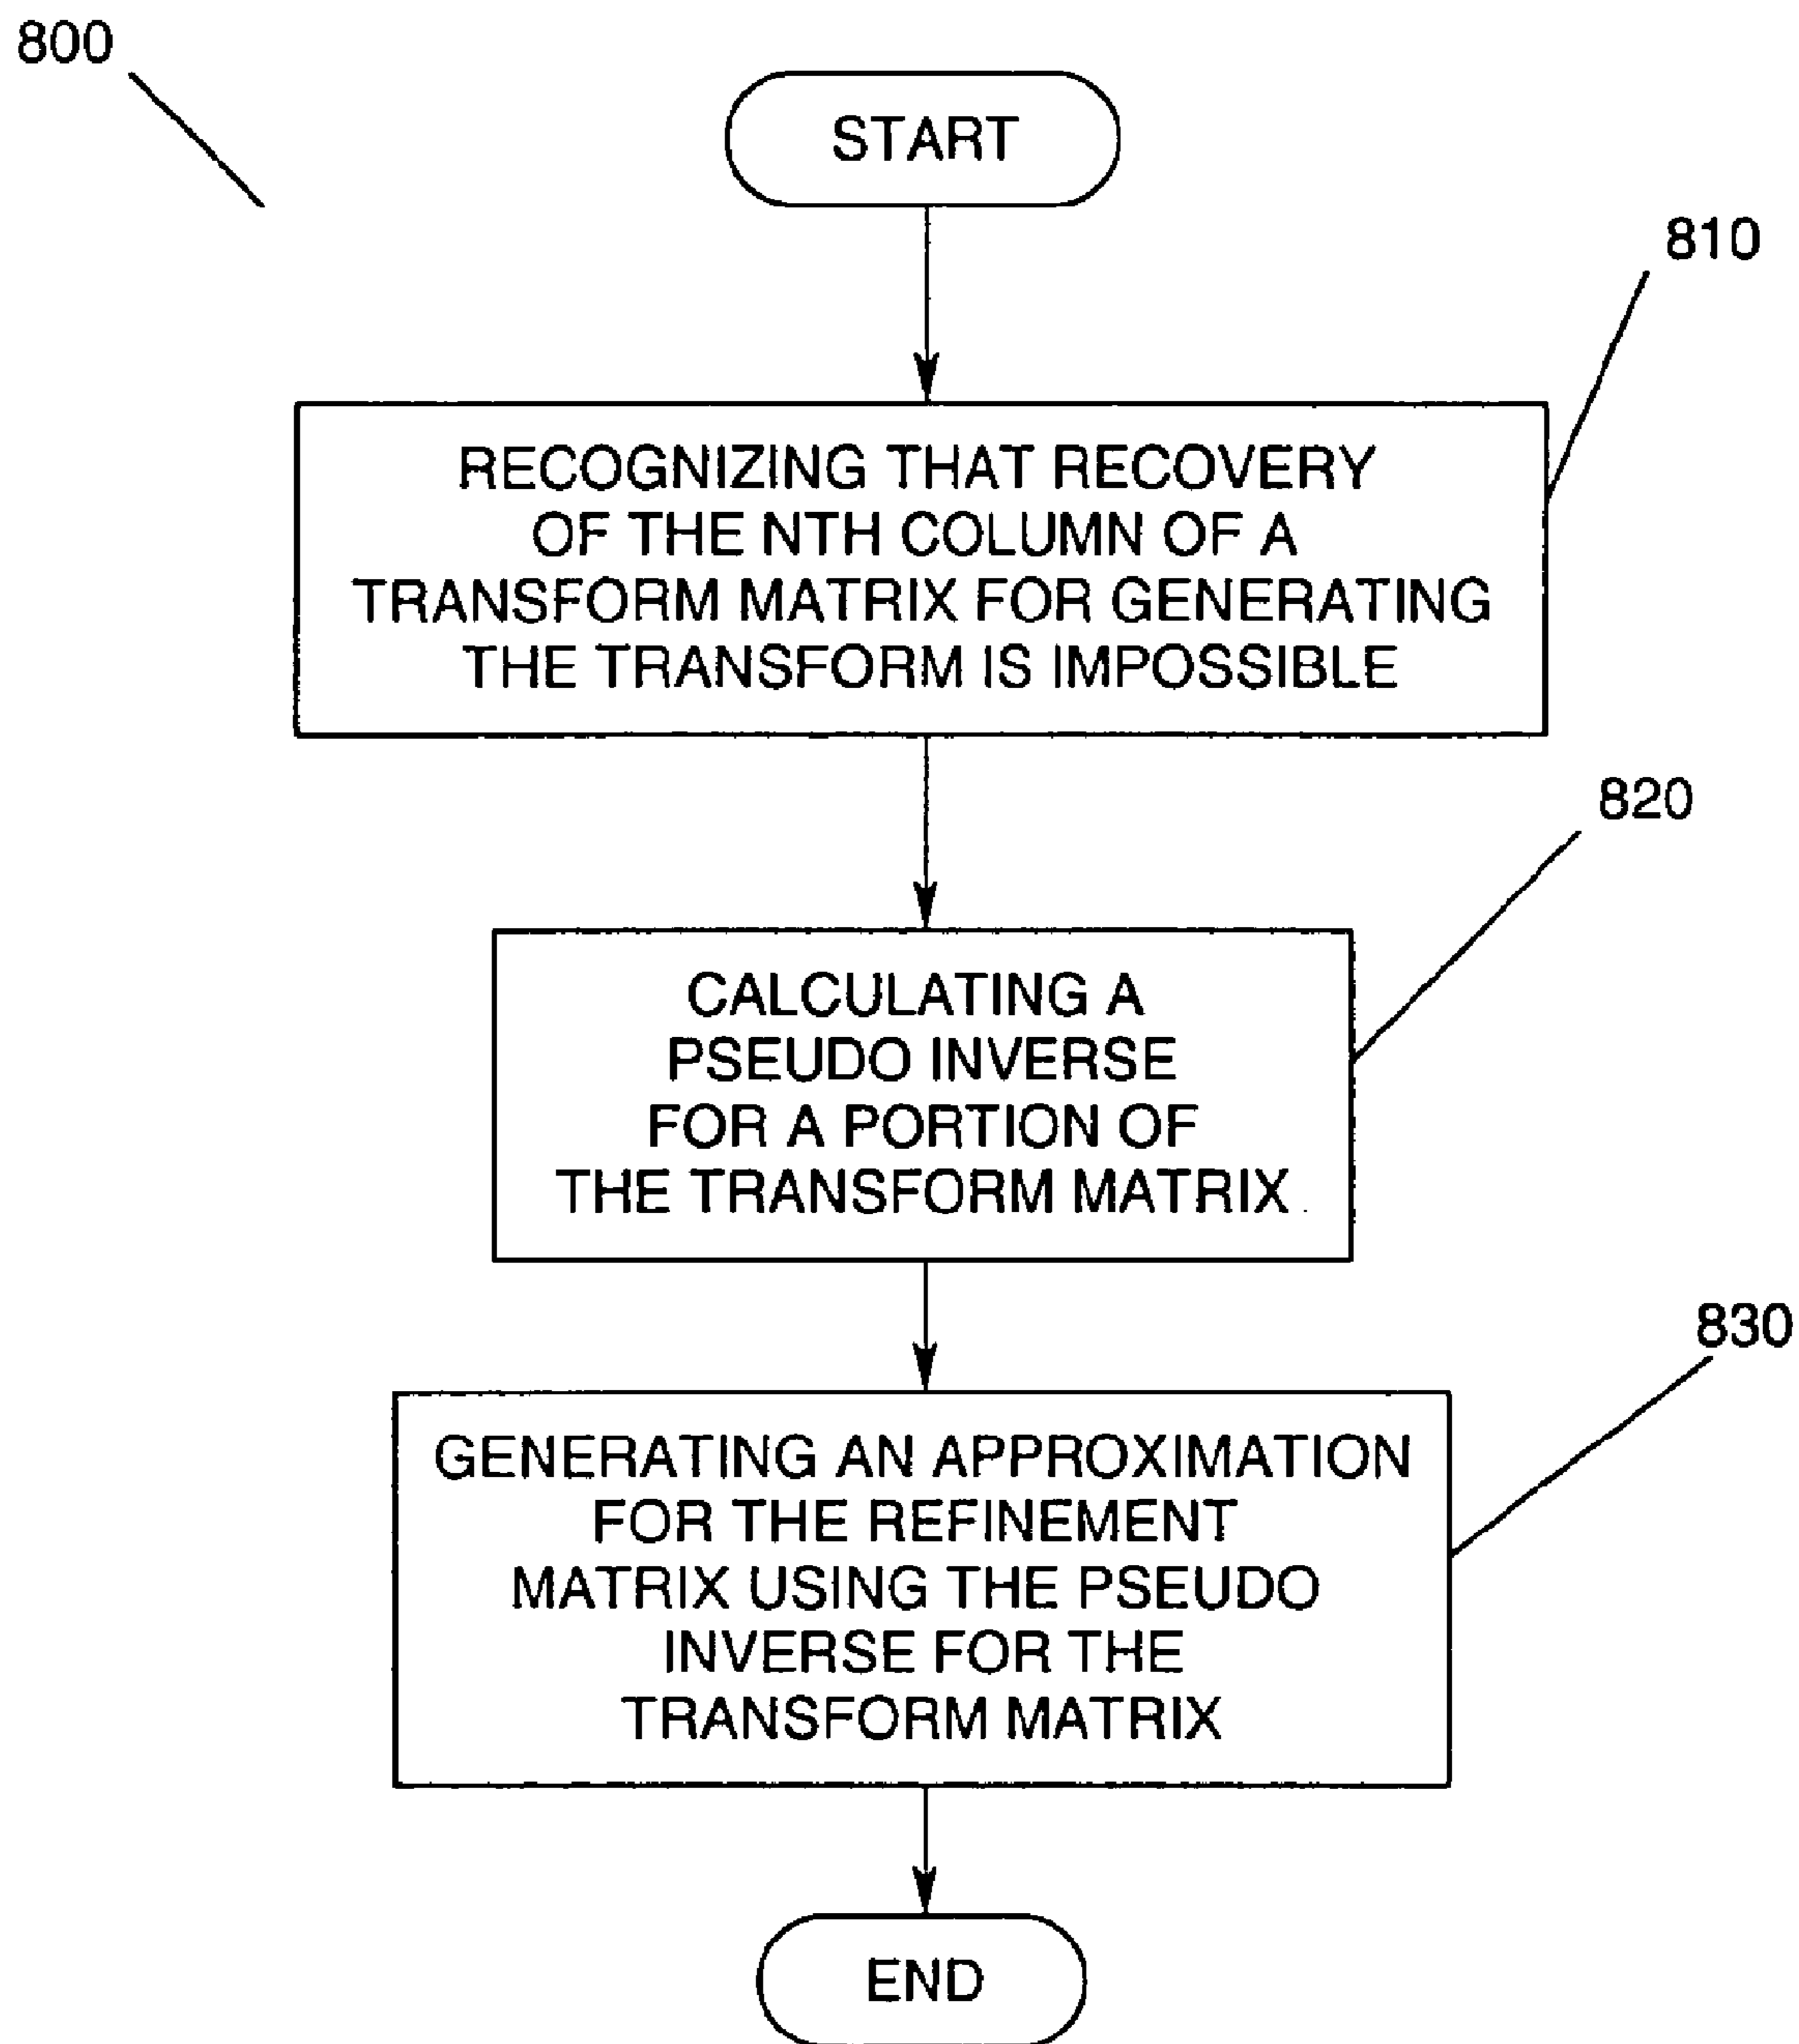 800
START
810
RECOGNIZING THAT RECOVERY
OF THE NTH COLUMN OF A
TRANSFORM MATRIX FOR GENERATING
THE TRANSFORM IS IMPOSSIBLE
820
CALCULATING A
PSEUDO INVERSE
FOR A PORTION OF
THE TRANSFORM MATRIX
830
GENERATING AN APPROXIMATION
FOR THE REFINEMENT
MATRIX USING THE PSEUDO
INVERSE FOR THE
TRANSFORM MATRIX
END